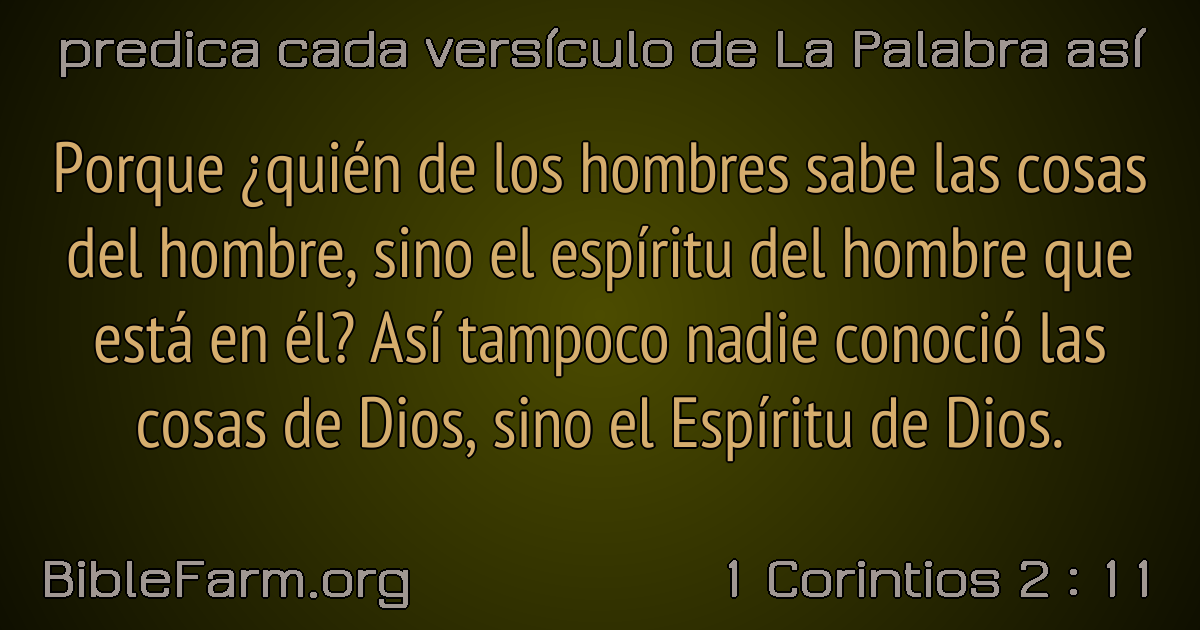 predica cada versículo de La Palabra así
Porque ¿quién de los hombres sabe las cosas
del hombre, sino el espíritu del hombre que
está en él? Así tampoco nadie conoció las
cosas de Dios, sino el Espíritu de Dios.
BibleFarm.org
1 Corintios 2 : 11